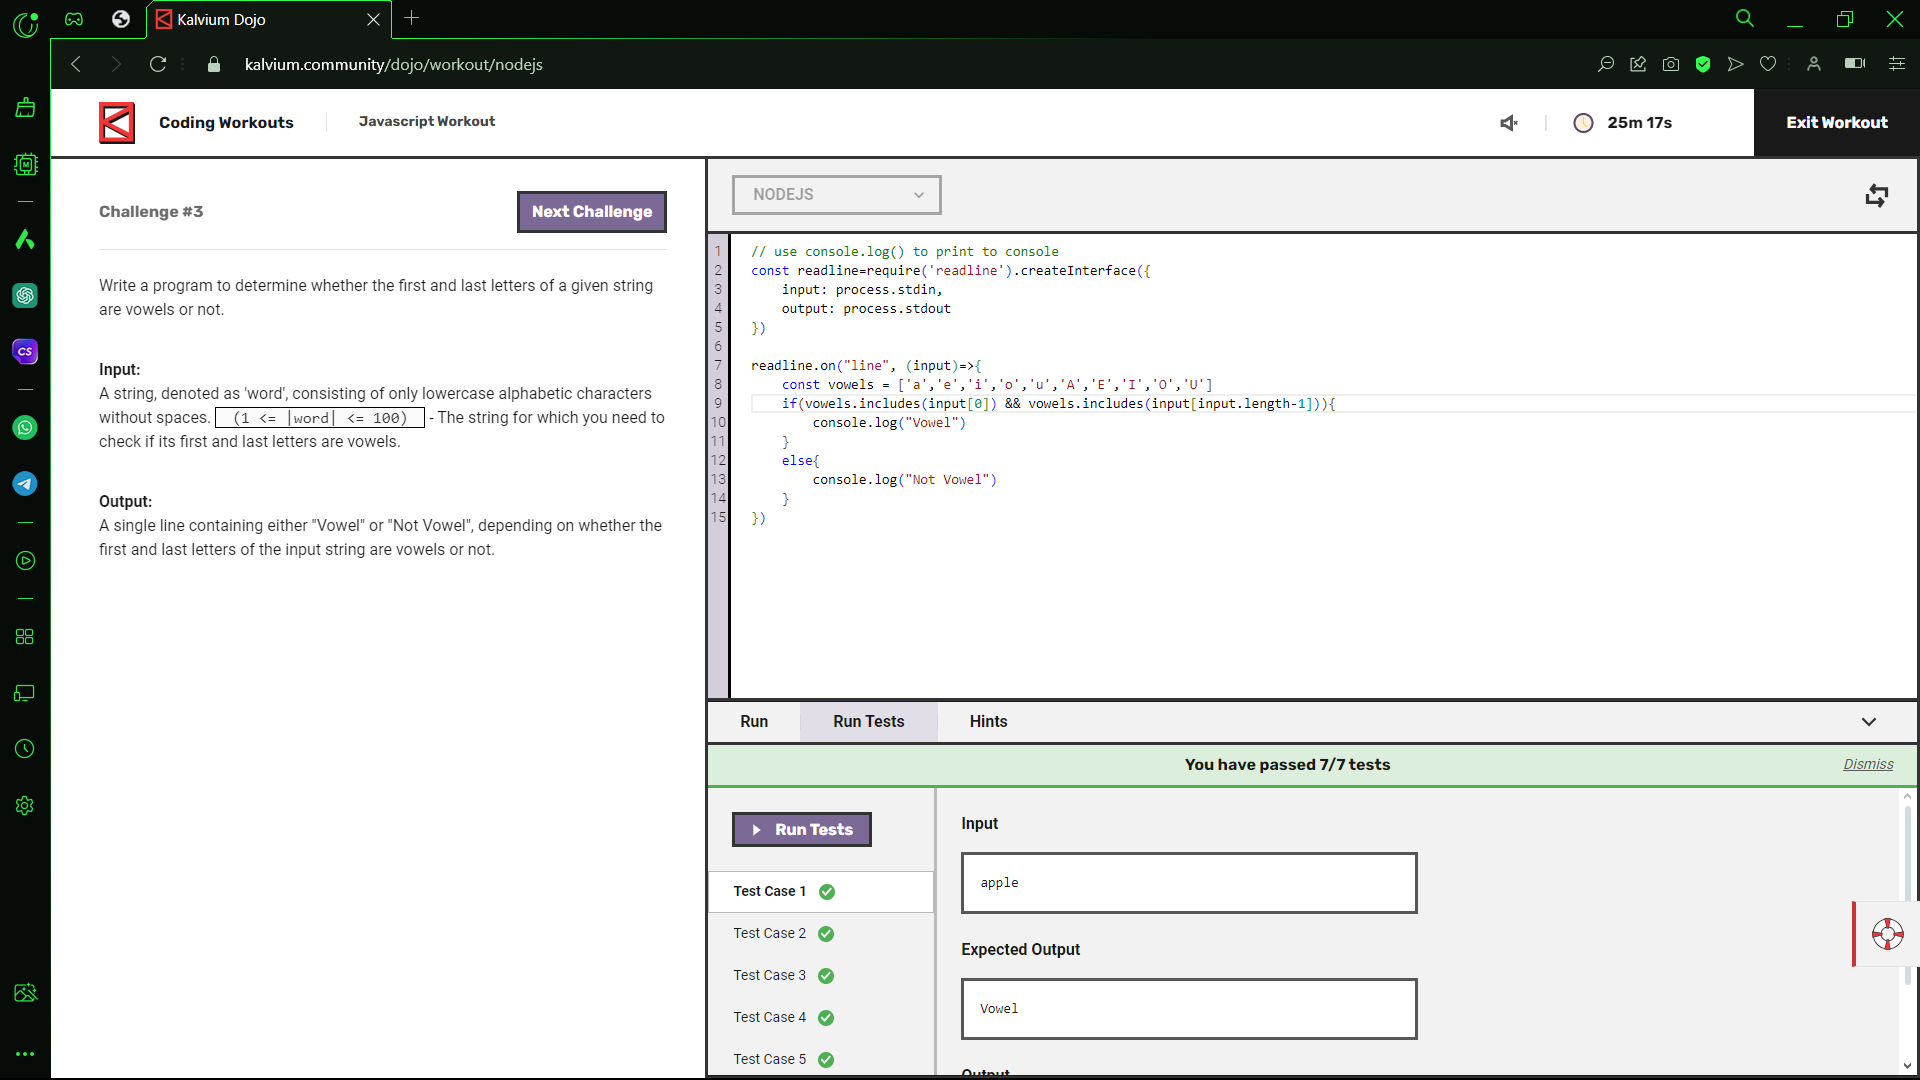 Kalvium Dojo
kalvium.community/dojo/workout/nodejs
Coding Workouts
Javascript Workout
25m 17s
Exit Workout
Challenge #3
Next Challenge
Write a program to determine whether the first and last letters of a given string
are vowels or not.
Input:
A string, denoted as 'word', consisting of only lowercase alphabetic characters
without spaces. (1 <= |word| <= 100) - The string for which you need to
check if its first and last letters are vowels.
Output:
A single line containing either "Vowel" or "Not Vowel", depending on whether the
first and last letters of the input string are vowels or not.
NODEJS
1 // use console.log() to print to console
2 const readline=require('readline').createInterface({
3 input: process.stdin,
4 output: process.stdout
5 })
6
7 readline.on("line", (input)=>{
8 const vowels = ['a','e','i','o','u','A','E','I','O','U']
9 if(vowels.includes(input[0]) && vowels.includes(input[input.length-1])){
10 console.log("Vowel")
11 }
12 else{
13 console.log("Not Vowel")
14 }
15 })
Run
Run Tests
Hints
You have passed 7/7 tests
Dismiss
Run Tests
Test Case 1
Test Case 2
Test Case 3
Test Case 4
Test Case 5
Input
apple
Expected Output
Vowel
Output
M
CS